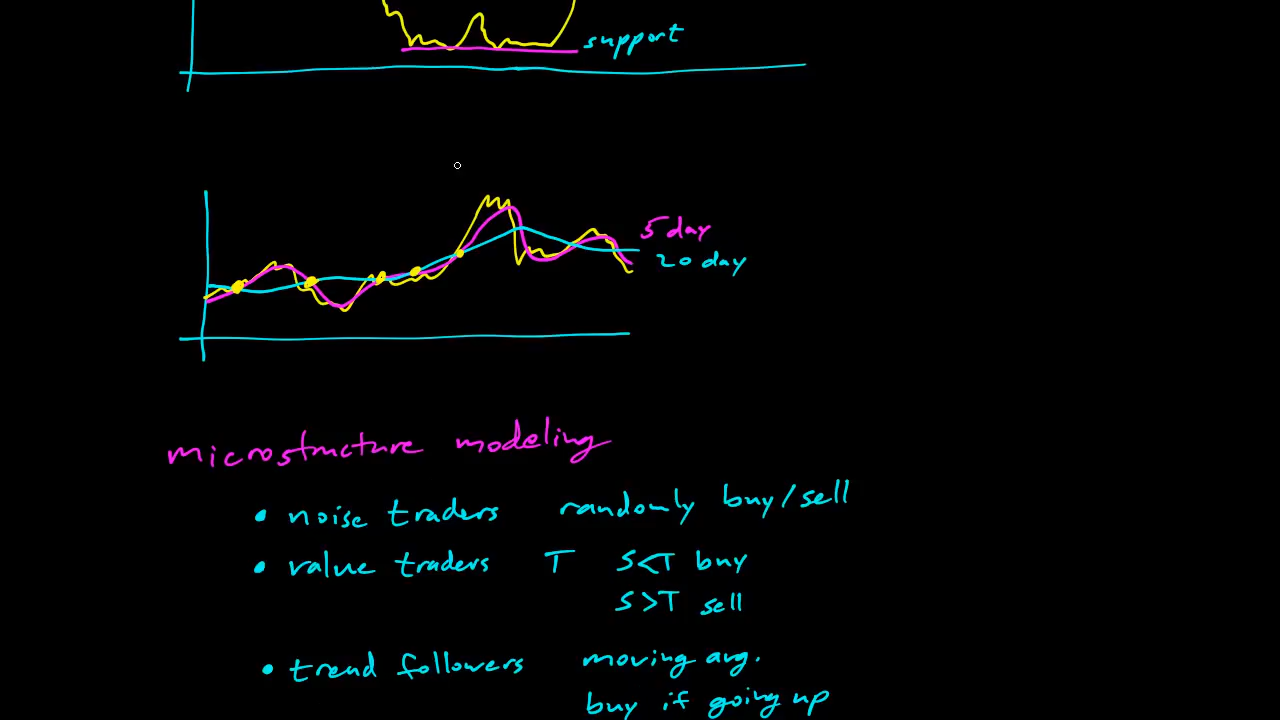 support
5 day
20 day
microstructure modeling
• noise traders randomly buy/sell
• value traders T S<T buy
S>T sell
• trend followers moving avg.
buy if going up